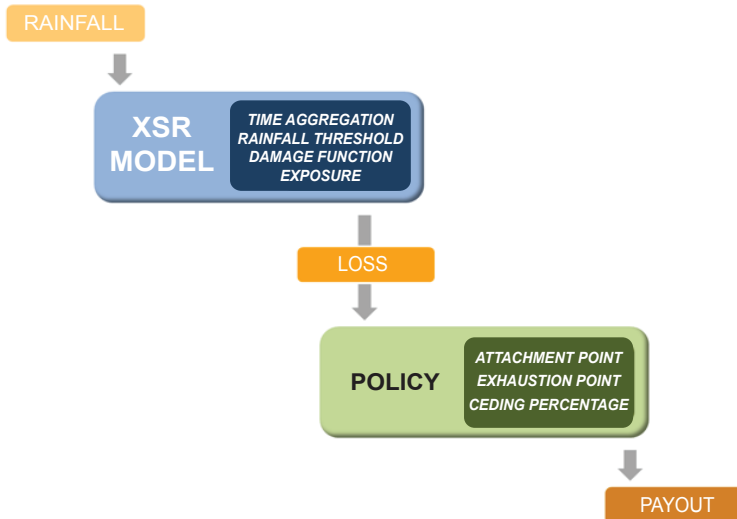 RAINFALL
XSR
MODEL
TIME AGGREGATION
RAINFALL THRESHOLD
DAMAGE FUNCTION
EXPOSURE
LOSS
POLICY
ATTACHMENT POINT
EXHAUSTION POINT
CEDING PERCENTAGE
PAYOUT